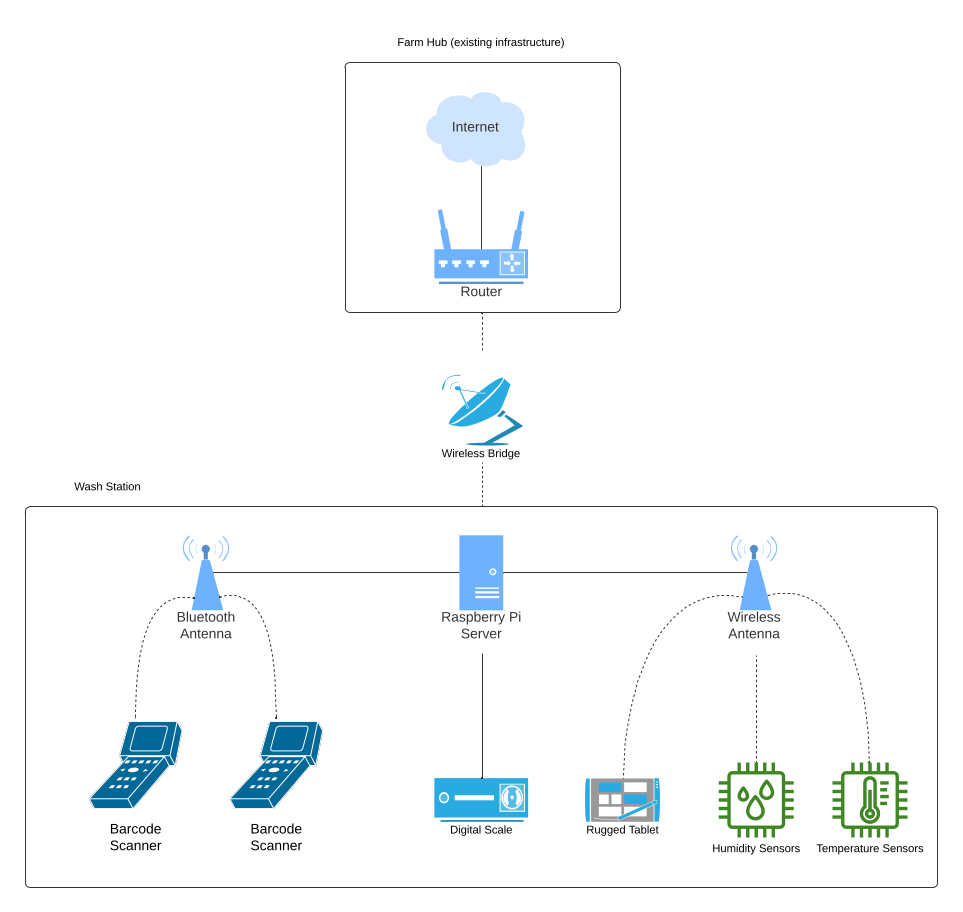 Farm Hub (existing infrastructure)
Internet
Router
Wireless Bridge
Wash Station
Bluetooth
Antenna
Raspberry Pi
Server
Wireless
Antenna
Barcode
Scanner
Barcode
Scanner
Digital Scale
Rugged Tablet
Humidity Sensors
Temperature Sensors